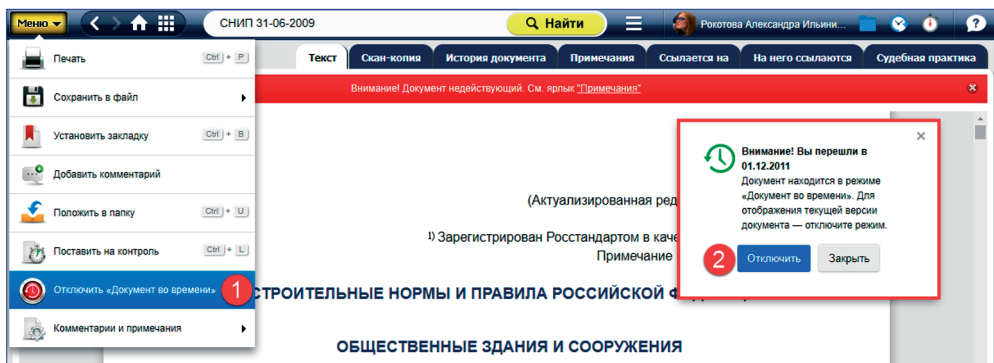 Меню
СНИП 31-06-2009
Найти
Рокотова Александра Ильини...
?
Печать Ctrl + P
Сохранить в файл
Установить закладку Ctrl + B
Добавить комментарий
Положить в папку Ctrl + U
Поставить на контроль Ctrl + L
Отключить «Документ во времени» 1
Комментарии и примечания
Текст Скан-копия История документа Примечания Ссылается на На него ссылаются Судебная практика
Внимание! Документ недействующий. См. ярлык "Примечания"
(Актуализированная ред
1) Зарегистрирован Росстандартом в каче
Примечание
СТРОИТЕЛЬНЫЕ НОРМЫ И ПРАВИЛА РОССИЙСКОЙ
ОБЩЕСТВЕННЫЕ ЗДАНИЯ И СООРУЖЕНИЯ
Внимание! Вы перешли в
01.12.2011
Документ находится в режиме
«Документ во времени». Для
отображения текущей версии
документа — отключите режим.
2 Отключить Закрыть